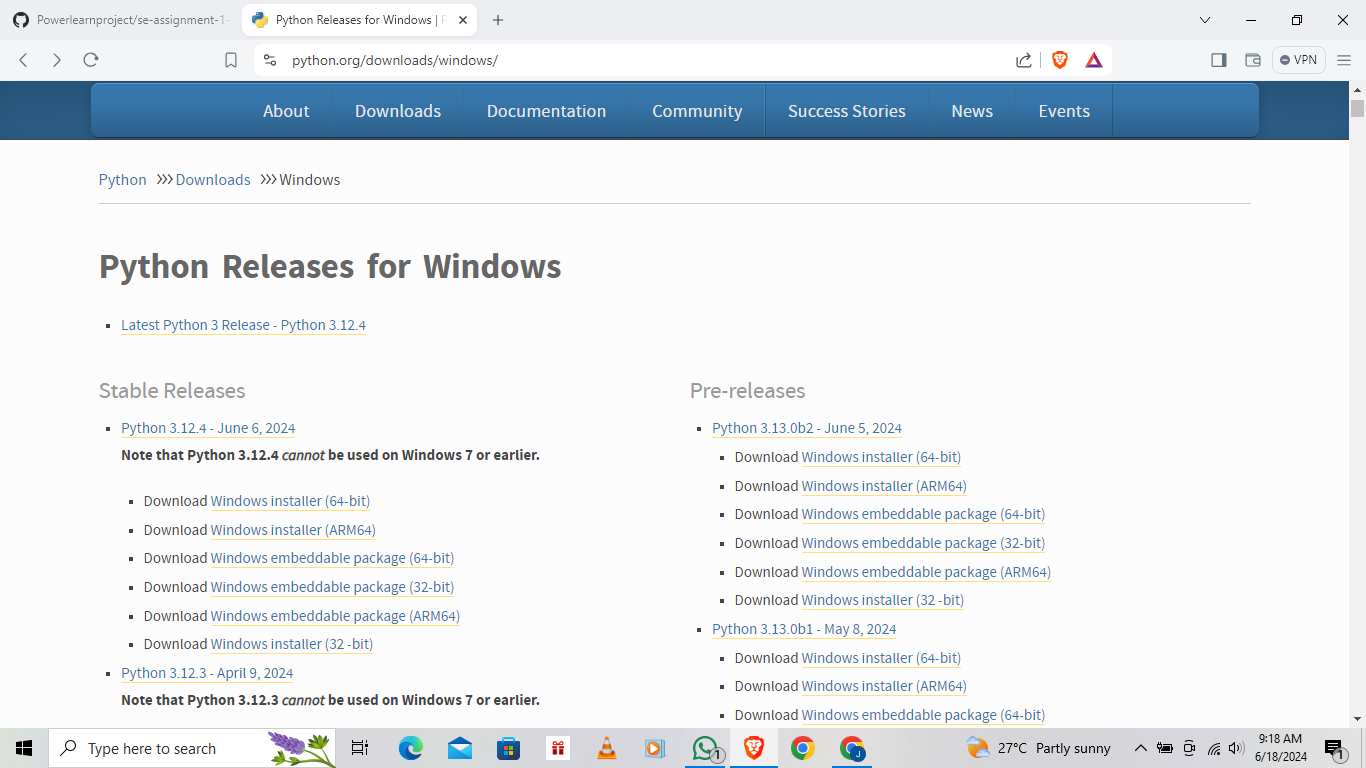 Powerlearnproject/se-assignment-1-
Python Releases for Windows |
python.org/downloads/windows/
VPN
About
Downloads
Documentation
Community
Success Stories
News
Events
Python >>> Downloads >>> Windows
Python Releases for Windows
Latest Python 3 Release - Python 3.12.4
Stable Releases
Python 3.12.4 - June 6, 2024
Note that Python 3.12.4 cannot be used on Windows 7 or earlier.
Download Windows installer (64-bit)
Download Windows installer (ARM64)
Download Windows embeddable package (64-bit)
Download Windows embeddable package (32-bit)
Download Windows embeddable package (ARM64)
Download Windows installer (32 -bit)
Python 3.12.3 - April 9, 2024
Note that Python 3.12.3 cannot be used on Windows 7 or earlier.
Pre-releases
Python 3.13.0b2 - June 5, 2024
Download Windows installer (64-bit)
Download Windows installer (ARM64)
Download Windows embeddable package (64-bit)
Download Windows embeddable package (32-bit)
Download Windows embeddable package (ARM64)
Download Windows installer (32 -bit)
Python 3.13.0b1 - May 8, 2024
Download Windows installer (64-bit)
Download Windows installer (ARM64)
Download Windows embeddable package (64-bit)
Type here to search
1
J
27°C Partly sunny
9:18 AM
6/18/2024
1